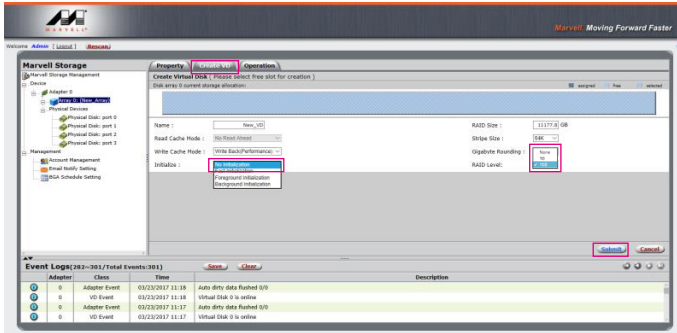 MARVELL
Marvell. Moving Forward Faster
Welcome Admin [ Logout ] Rescan
Marvell Storage
Marvell Storage Management
Device
Adapter 0
Array 0: [New_Array]
Physical Devices
Physical Disk: port 0
Physical Disk: port 1
Physical Disk: port 2
Physical Disk: port 3
Management
Account Management
Email Notify Setting
BGA Schedule Setting
Property Create VD Operation
Create Virtual Disk ( Please select free slot for creation )
Disk array 0 current storage allocation: assigned free selected
Name : New_VD RAID Size : 11177.8 GB
Read Cache Mode : No Read Ahead Stripe Size : 64K
Write Cache Mode : Write Back(Performance) Gigabyte Rounding : None
Initialize : No Initialization RAID Level:
Foreground Initialization
Background Initialization
Submit Cancel
Event Logs(282~301/Total Events:301) Save Clear
Adapter Class Time Description
0 Adapter Event 03/23/2017 11:18 Auto dirty data flushed 0/0
0 VD Event 03/23/2017 11:18 Virtual Disk 0 is online
0 Adapter Event 03/23/2017 11:17 Auto dirty data flushed 0/0
0 VD Event 03/23/2017 11:17 Virtual Disk 0 is online